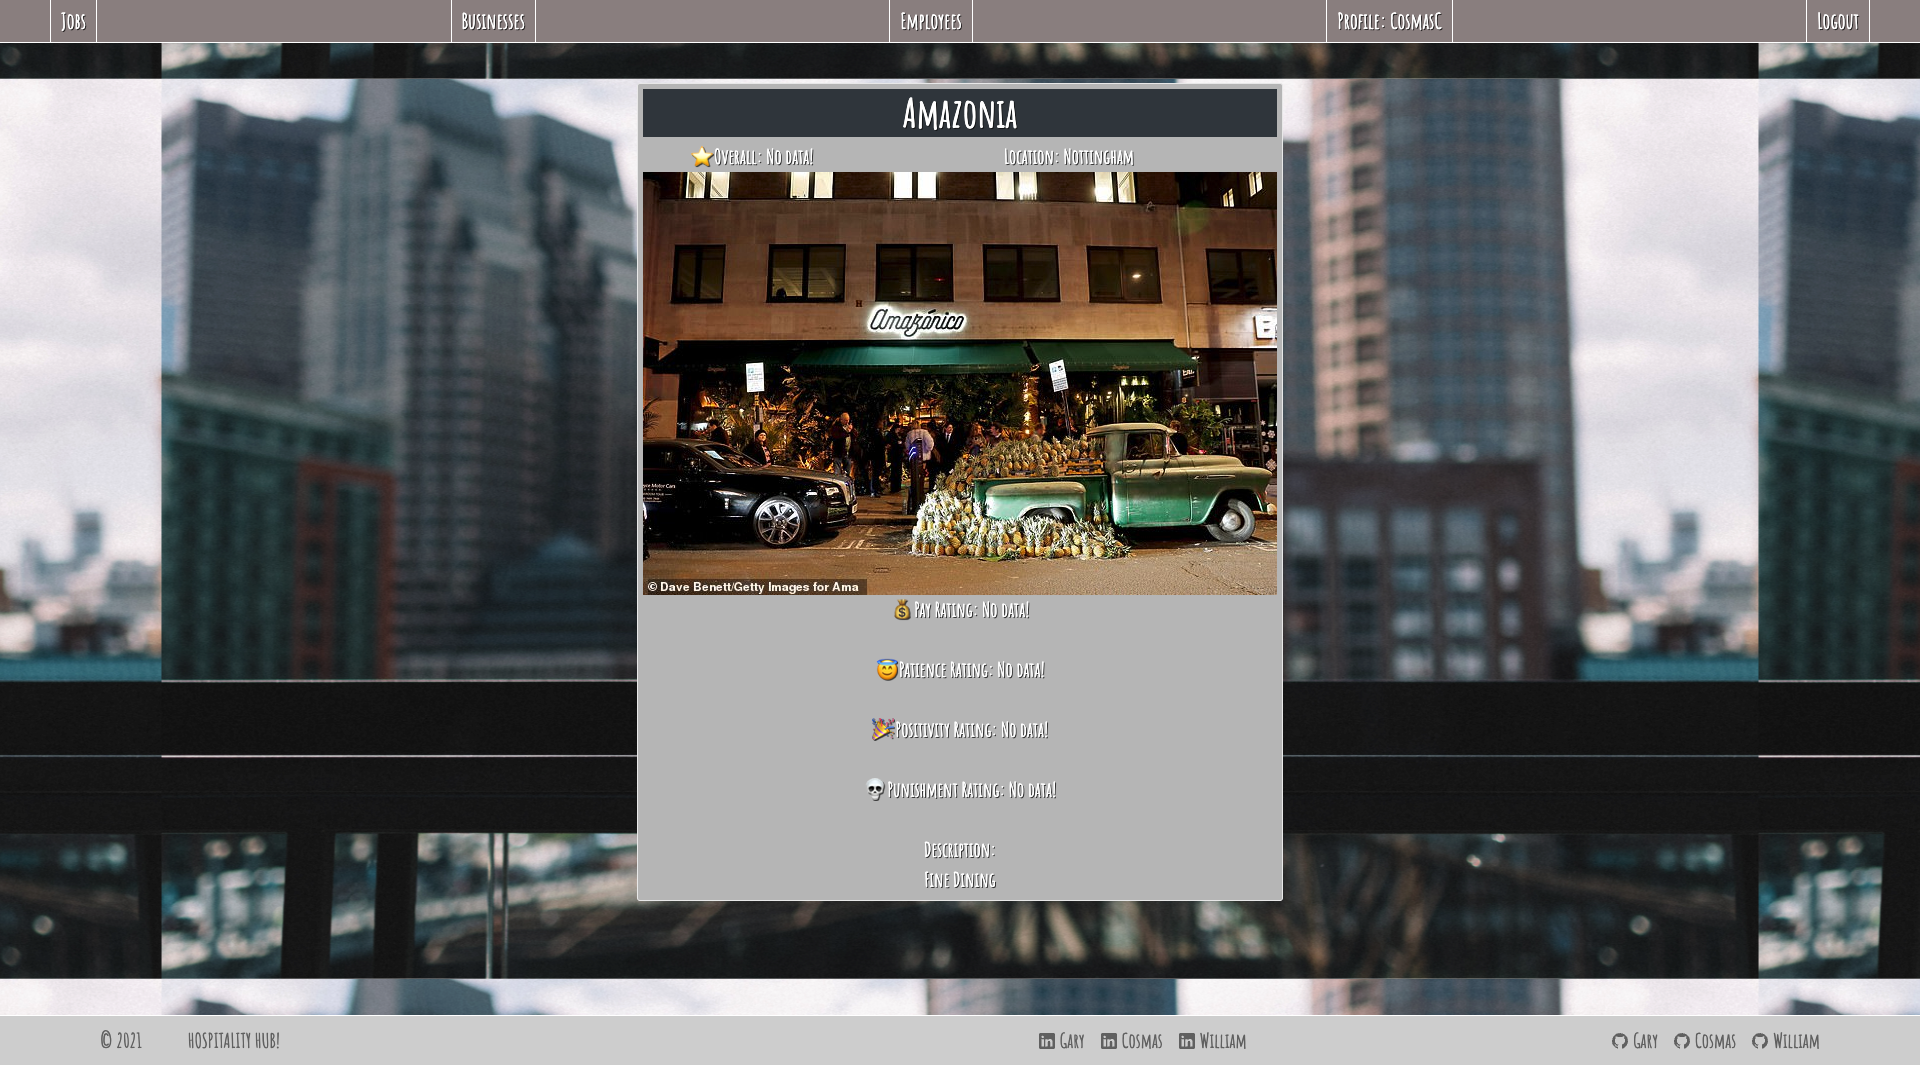 Jobs
Businesses
Employees
Profile: CosmasC
Logout
Amazonia
Overall: No data!
Location: Nottingham
Amazónico
© Dave Benett/Getty Images for Ama
Pay Rating: No data!
Patience Rating: No data!
Positivity Rating: No data!
Punishment Rating: No data!
Description:
Fine Dining
© 2021
HOSPITALITY HUB!
Gary
Cosmas
William
Gary
Cosmas
William